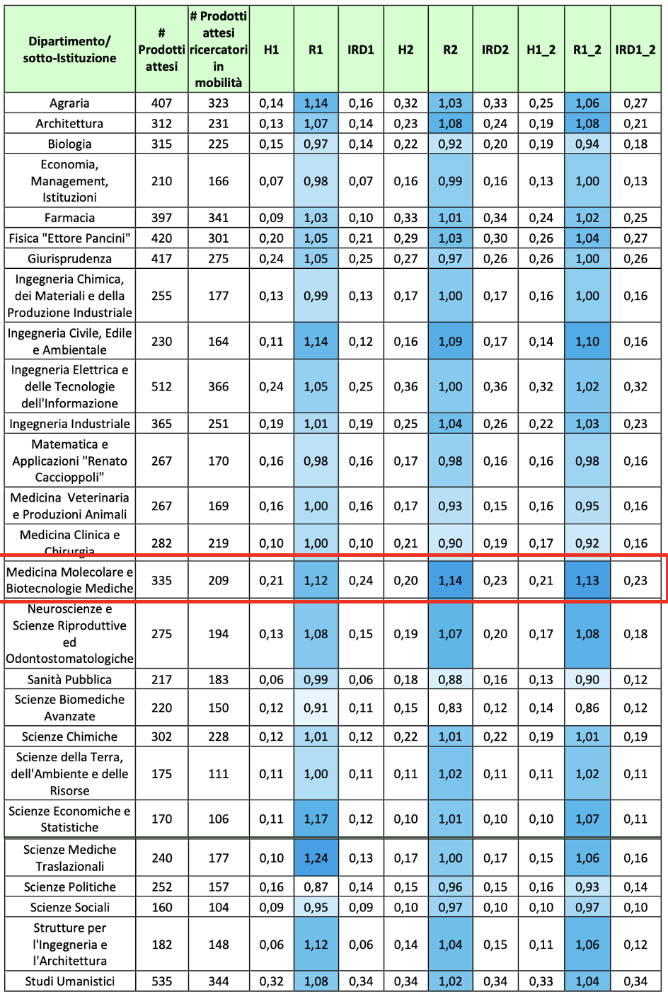 Dipartimento/ sotto-Istituzione # Prodotti attesi # Prodotti attesi ricercatori in mobilità H1 R1 IRD1 H2 R2 IRD2 H1_2 R1_2 IRD1_2
Agraria 407 323 0,14 1,14 0,16 0,32 1,03 0,33 0,25 1,06 0,27
Architettura 312 231 0,13 1,07 0,14 0,23 1,08 0,24 0,19 1,08 0,21
Biologia 315 225 0,15 0,97 0,14 0,22 0,92 0,20 0,19 0,94 0,18
Economia, Management, Istituzioni 210 166 0,07 0,98 0,07 0,16 0,99 0,16 0,13 1,00 0,13
Farmacia 397 341 0,09 1,03 0,10 0,33 1,01 0,34 0,24 1,02 0,25
Fisica "Ettore Pancini" 420 301 0,20 1,05 0,21 0,29 1,03 0,30 0,26 1,04 0,27
Giurisprudenza 417 275 0,24 1,05 0,25 0,27 0,97 0,26 0,26 1,00 0,26
Ingegneria Chimica, dei Materiali e della Produzione Industriale 255 177 0,13 0,99 0,13 0,17 1,00 0,17 0,16 1,00 0,16
Ingegneria Civile, Edile e Ambientale 230 164 0,11 1,14 0,12 0,16 1,09 0,17 0,14 1,10 0,16
Ingegneria Elettrica e delle Tecnologie dell'Informazione 512 366 0,24 1,05 0,25 0,36 1,00 0,36 0,32 1,02 0,32
Ingegneria Industriale 365 251 0,19 1,01 0,19 0,25 1,04 0,26 0,22 1,03 0,23
Matematica e Applicazioni "Renato Caccioppoli" 267 170 0,16 0,98 0,16 0,17 0,98 0,16 0,16 0,98 0,16
Medicina Veterinaria e Produzioni Animali 267 169 0,16 1,00 0,16 0,17 0,93 0,15 0,16 0,95 0,16
Medicina Clinica e Chirurgia 282 219 0,10 1,00 0,10 0,21 0,90 0,19 0,17 0,92 0,16
Medicina Molecolare e Biotecnologie Mediche 335 209 0,21 1,12 0,24 0,20 1,14 0,23 0,21 1,13 0,23
Neuroscienze e Scienze Riproduttive ed Odontostomatologiche 275 194 0,13 1,08 0,15 0,19 1,07 0,20 0,17 1,08 0,18
Sanità Pubblica 217 183 0,06 0,99 0,06 0,18 0,88 0,16 0,13 0,90 0,12
Scienze Biomediche Avanzate 220 150 0,12 0,91 0,11 0,15 0,83 0,12 0,14 0,86 0,12
Scienze Chimiche 302 228 0,12 1,01 0,12 0,22 1,01 0,22 0,19 1,01 0,19
Scienze della Terra, dell'Ambiente e delle Risorse 175 111 0,11 1,00 0,11 0,11 1,02 0,11 0,11 1,02 0,11
Scienze Economiche e Statistiche 170 106 0,11 1,17 0,12 0,10 1,01 0,10 0,10 1,07 0,11
Scienze Mediche Traslazionali 240 177 0,10 1,24 0,13 0,17 1,00 0,17 0,15 1,06 0,16
Scienze Politiche 252 157 0,16 0,87 0,14 0,15 0,96 0,15 0,16 0,93 0,14
Scienze Sociali 160 104 0,09 0,95 0,09 0,10 0,97 0,10 0,10 0,97 0,10
Strutture per l'Ingegneria e l'Architettura 182 148 0,06 1,12 0,06 0,14 1,04 0,15 0,11 1,06 0,12
Studi Umanistici 535 344 0,32 1,08 0,34 0,34 1,02 0,34 0,33 1,04 0,34